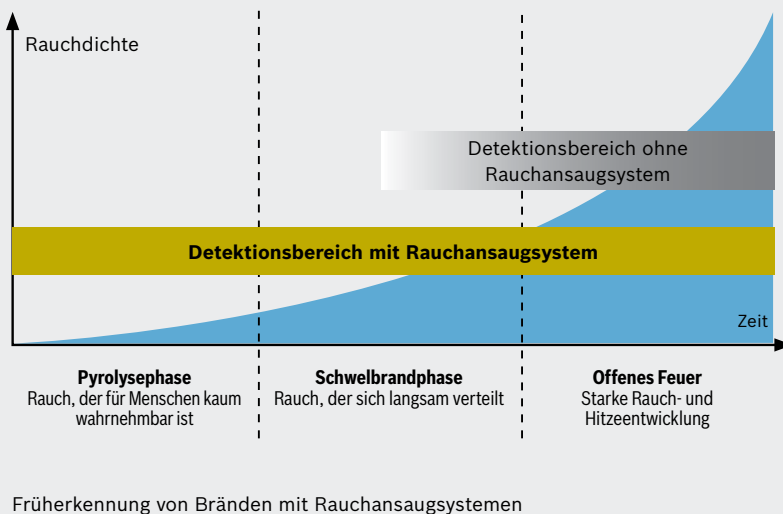 Rauchdichte
Detektionsbereich ohne
Rauchansaugsystem
Detektionsbereich mit Rauchansaugsystem
Zeit
Pyrolysephase
Rauch, der für Menschen kaum
wahrnehmbar ist
Schwelbrandphase
Rauch, der sich langsam verteilt
Offenes Feuer
Starke Rauch- und
Hitzeentwicklung
Früherkennung von Bränden mit Rauchansaugsystemen